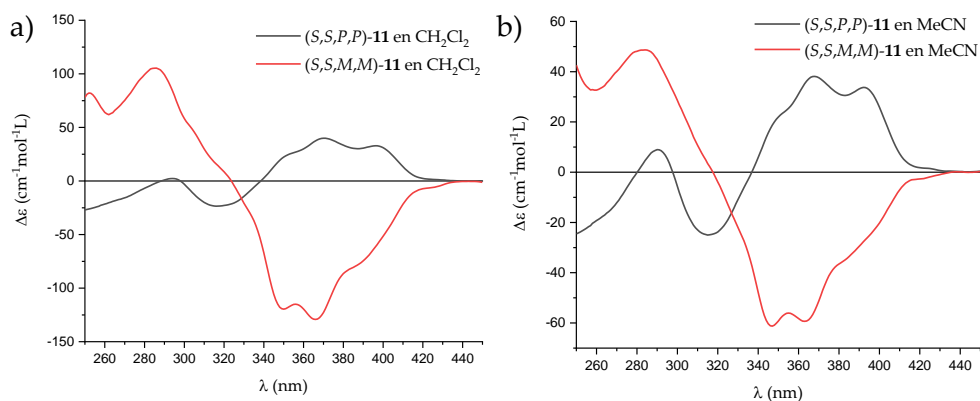 a)
(S,S,P,P)-11 en CH₂Cl₂
(S,S,M,M)-11 en CH₂Cl₂
150
100
50
0
-50
-100
-150
Δε (cm⁻¹mol⁻¹L)
260 280 300 320 340 360 380 400 420 440
λ (nm)
b)
(S,S,P,P)-11 en MeCN
(S,S,M,M)-11 en MeCN
60
40
20
0
-20
-40
-60
Δε (cm⁻¹mol⁻¹L)
260 280 300 320 340 360 380 400 420 440
λ (nm)